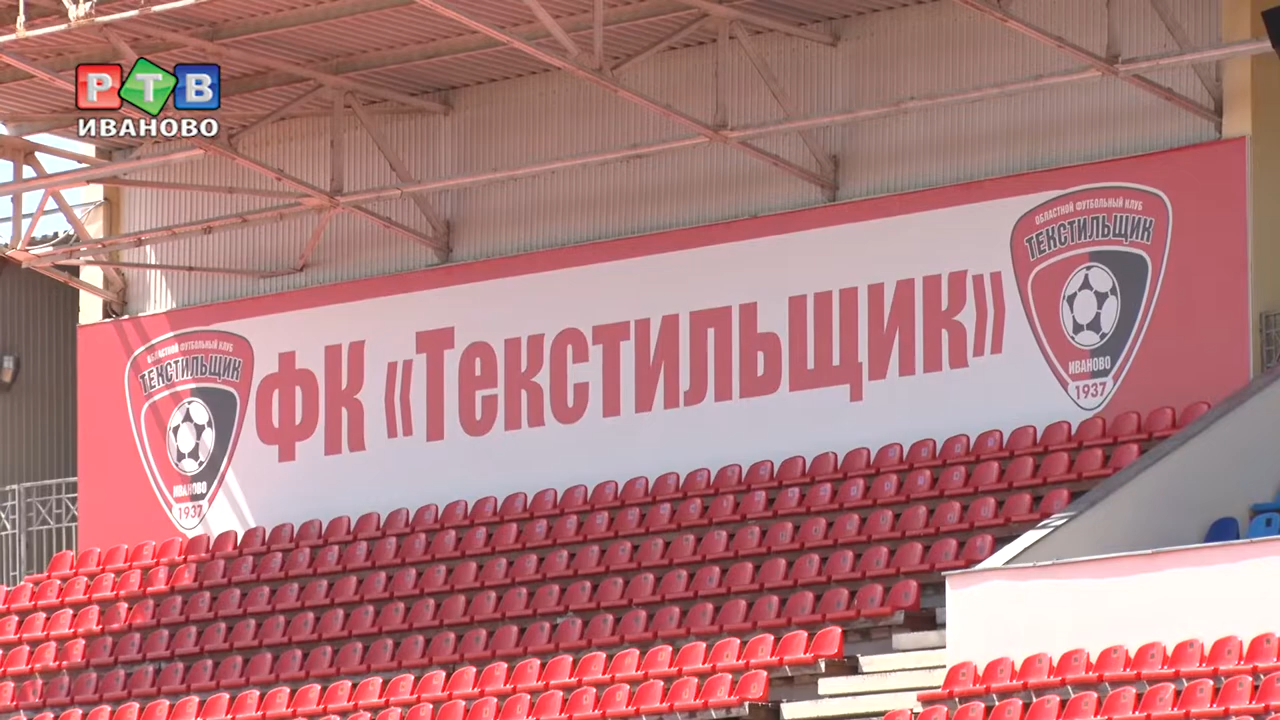 РТВ
ИВАНОВО
ОБЛАСТНОЙ ФУТБОЛЬНЫЙ КЛУБ
ТЕКСТИЛЬЩИК
ИВАНОВО
1937
ФК «Текстильщик»
ОБЛАСТНОЙ ФУТБОЛЬНЫЙ КЛУБ
ТЕКСТИЛЬЩИК
ИВАНОВО
1937